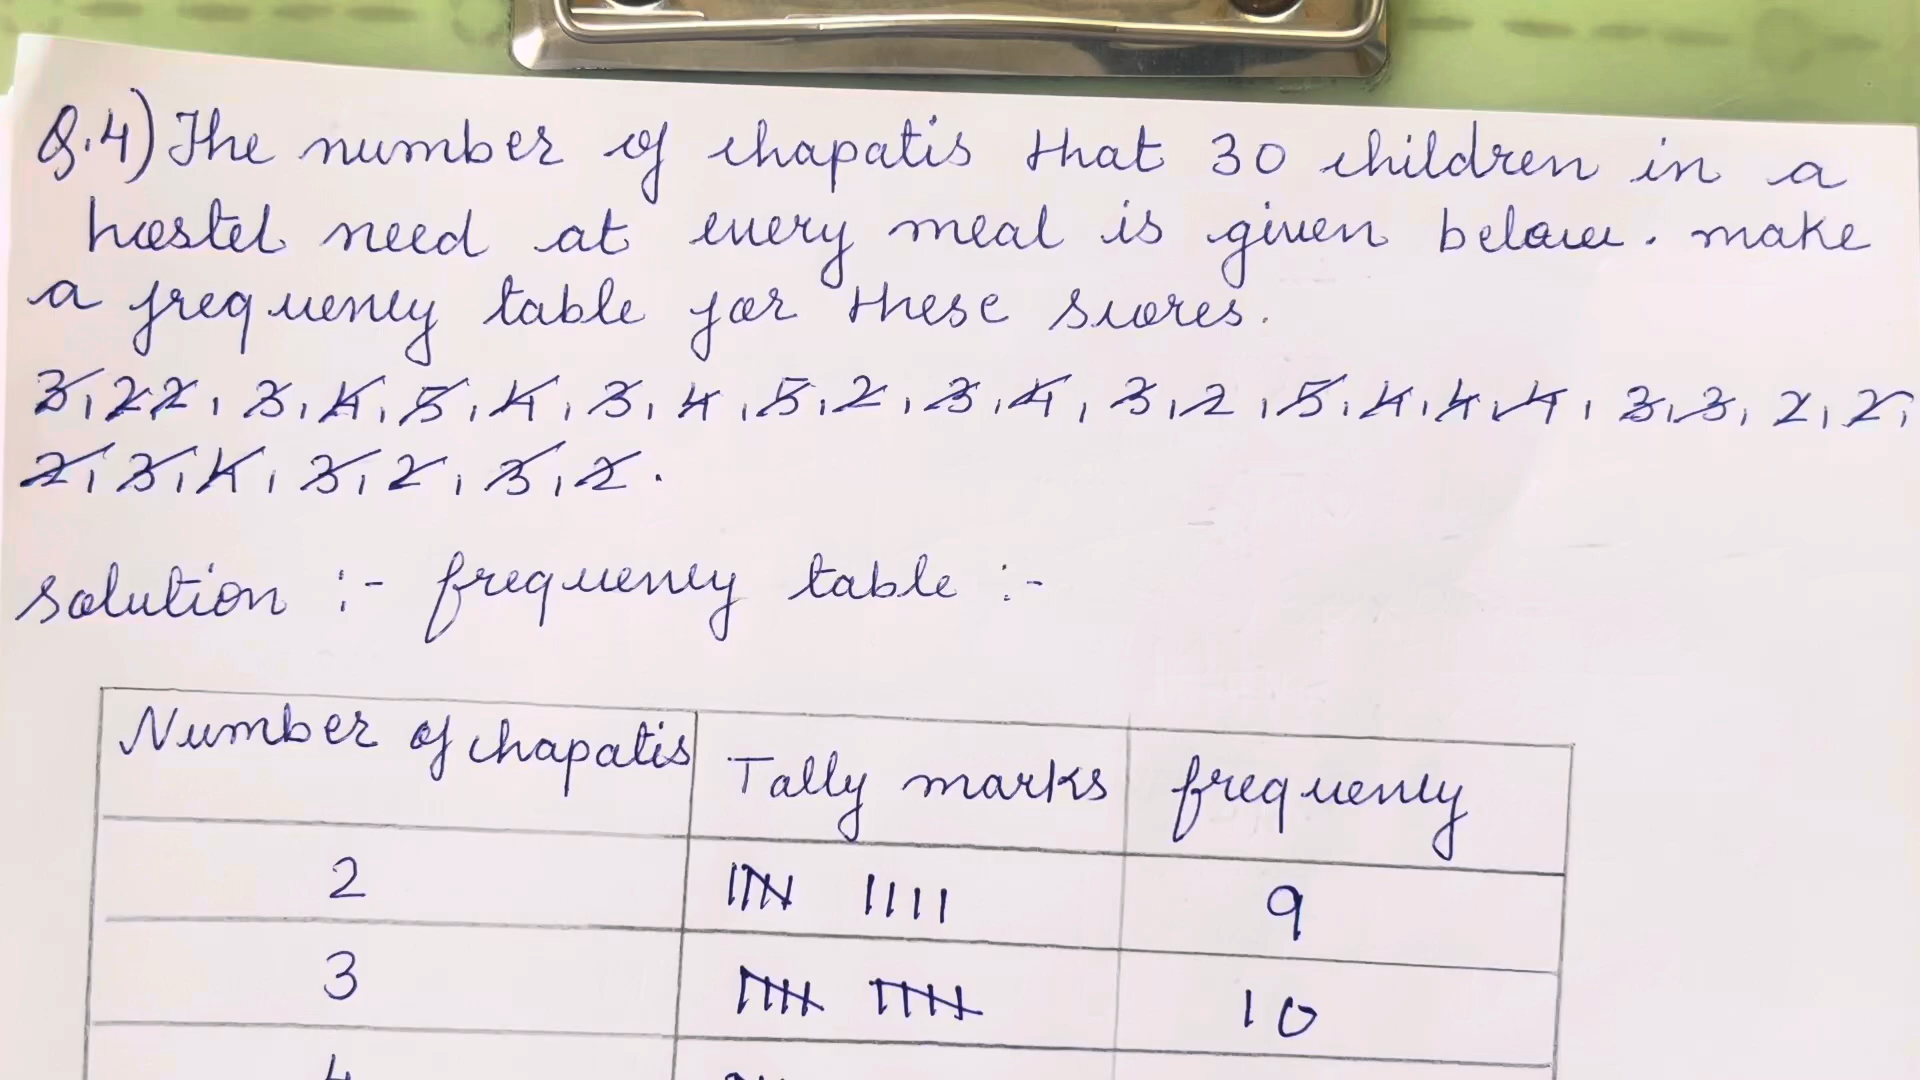 Q.4) The number of chapatis that 30 children in a
hostel need at every meal is given below. make
a frequency table for these scores.
3, 2 2, 3, 4, 5, 4, 3, 4, 5, 2, 3, 4, 3, 2, 5, 4, 4, 4, 3, 3, 2, 2,
2, 3, 4, 3, 2, 3, 2.
solution :- frequency table :-
Number of chapatis Tally marks frequency
2 |||| |||| 9
3 |||| |||| 10
4